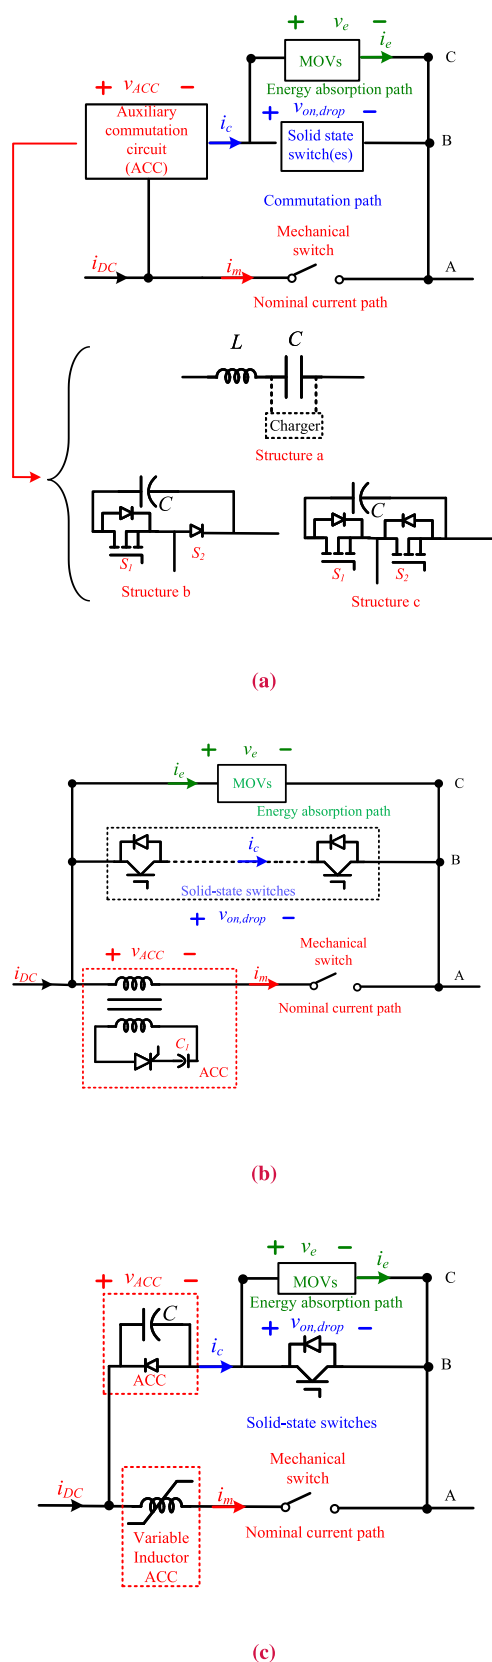 + v_e −
i_e
MOVs
C
Energy absorption path
+ v_ACC −
+ v_on,drop −
Auxiliary
commutation
circuit
(ACC)
i_c
Solid state
switch(es)
B
Commutation path
Mechanical
switch
i_DC
i_m
A
Nominal current path
L
C
Charger
Structure a
C
S_1
S_2
Structure b
C
S_1
S_2
Structure c
(a)
+ v_e −
i_e
MOVs
C
Energy absorption path
i_c
B
Solid-state switches
+ v_on,drop −
+ v_ACC −
Mechanical
switch
i_DC
i_m
A
Nominal current path
C_1
ACC
(b)
+ v_e −
i_e
+ v_ACC −
MOVs
C
Energy absorption path
C
+ v_on,drop −
i_c
B
ACC
Solid-state switches
Mechanical
switch
i_DC
i_m
A
Nominal current path
Variable
Inductor
ACC
(c)